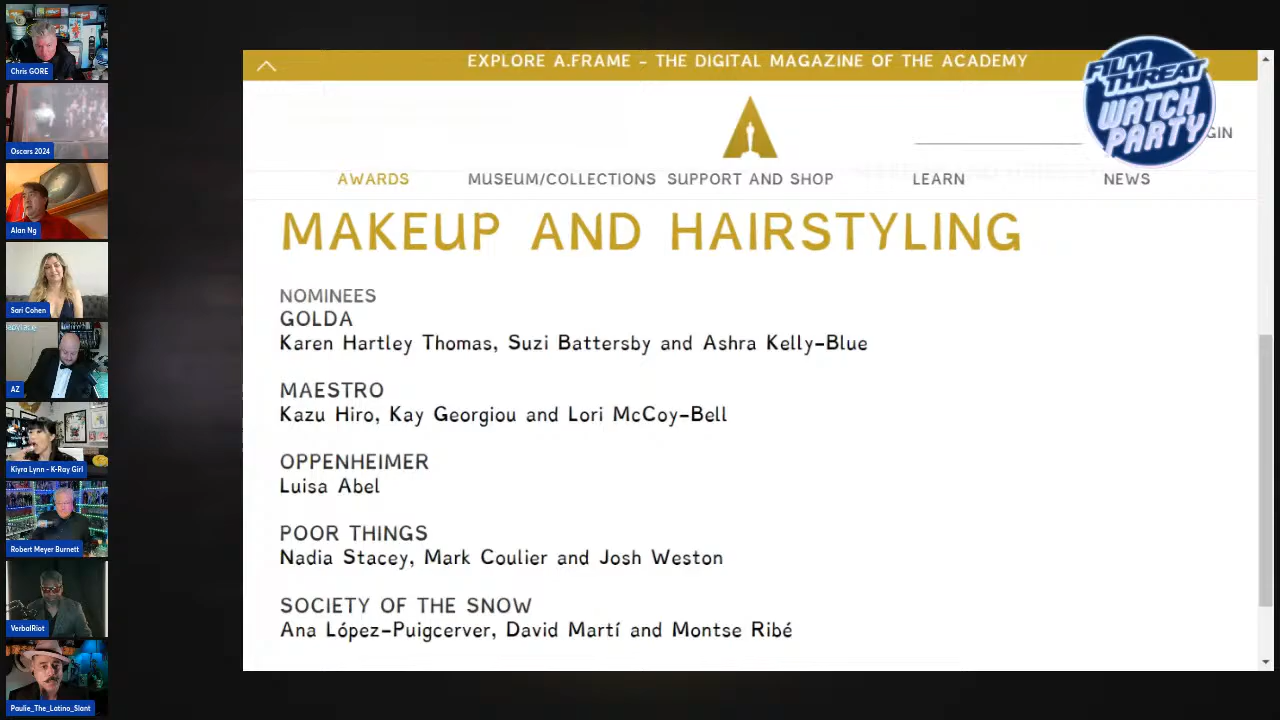 Chris GORE
Oscars 2024
Alan Ng
Sari Cohen
AZ
Kiyra Lynn - K-Ray Girl
Robert Meyer Burnett
VerbalRiot
Paulie_The_Latino_Slant
EXPLORE A.FRAME - THE DIGITAL MAGAZINE OF THE ACADEMY
FILM
THREAT
WATCH
PARTY
GIN
AWARDS
MUSEUM/COLLECTIONS
SUPPORT AND SHOP
LEARN
NEWS
MAKEUP AND HAIRSTYLING
NOMINEES
GOLDA
Karen Hartley Thomas, Suzi Battersby and Ashra Kelly-Blue
MAESTRO
Kazu Hiro, Kay Georgiou and Lori McCoy-Bell
OPPENHEIMER
Luisa Abel
POOR THINGS
Nadia Stacey, Mark Coulier and Josh Weston
SOCIETY OF THE SNOW
Ana López-Puigcerver, David Martí and Montse Ribé